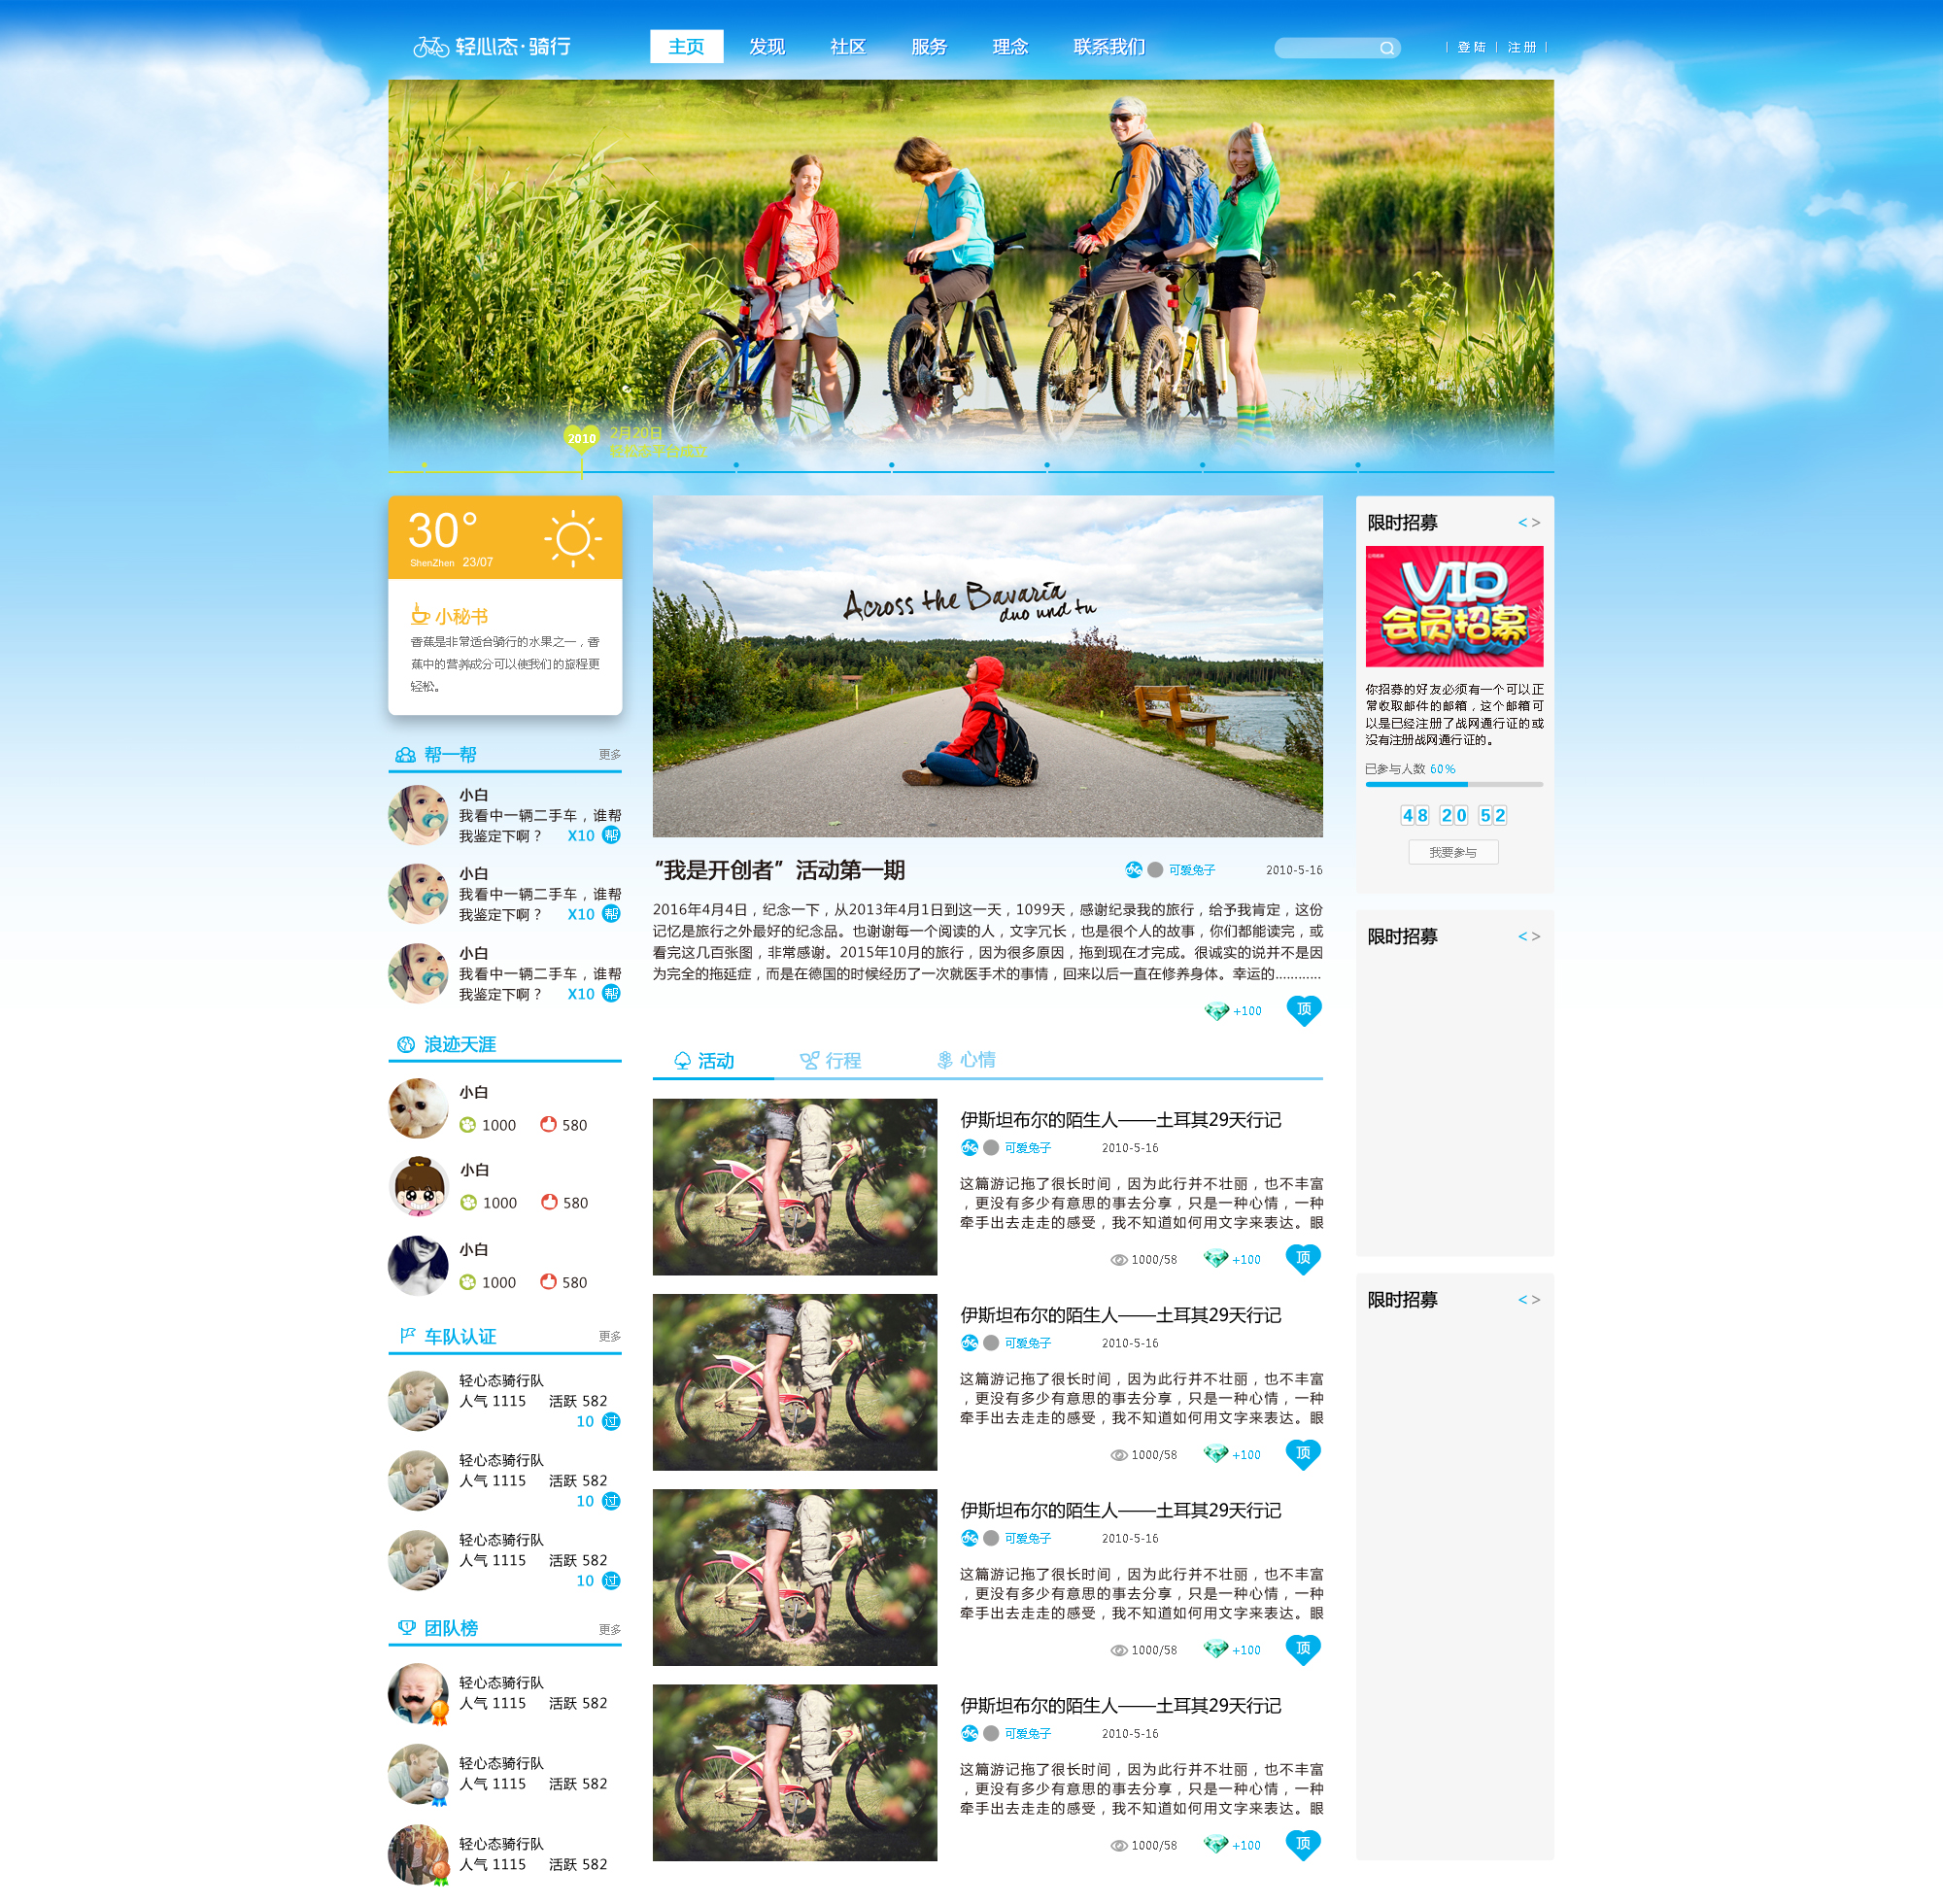 轻心态·骑行
主页 发现 社区 服务 理念 联系我们
登陆 注册
2010 2月20日
轻松态平台成立
30°
ShenZhen 23/07
小秘书
香蕉是非常适合骑行的水果之一，香
蕉中的营养成分可以使我们的旅程更
轻松。
帮一帮 更多
小白
我看中一辆二手车，谁帮
我鉴定下啊？ X10 帮
小白
我看中一辆二手车，谁帮
我鉴定下啊？ X10 帮
小白
我看中一辆二手车，谁帮
我鉴定下啊？ X10 帮
浪迹天涯
小白
1000 580
小白
1000 580
小白
1000 580
车队认证 更多
轻心态骑行队
人气 1115 活跃 582
10 过
轻心态骑行队
人气 1115 活跃 582
10 过
轻心态骑行队
人气 1115 活跃 582
10 过
团队榜 更多
轻心态骑行队
人气 1115 活跃 582
轻心态骑行队
人气 1115 活跃 582
轻心态骑行队
人气 1115 活跃 582
Across the Bavaria
duo und tu
“我是开创者”活动第一期 可爱兔子 2010-5-16
2016年4月4日，纪念一下，从2013年4月1日到这一天，1099天，感谢纪录我的旅行，给予我肯定，这份
记忆是旅行之外最好的纪念品。也谢谢每一个阅读的人，文字冗长，也是很个人的故事，你们都能读完，或
看完这几百张图，非常感谢。2015年10月的旅行，因为很多原因，拖到现在才完成。很诚实的说并不是因
为完全的拖延症，而是在德国的时候经历了一次就医手术的事情，回来以后一直在修养身体。幸运的............
+100 顶
活动 行程 心情
伊斯坦布尔的陌生人——土耳其29天行记
可爱兔子 2010-5-16
这篇游记拖了很长时间，因为此行并不壮丽，也不丰富
，更没有多少有意思的事去分享，只是一种心情，一种
牵手出去走走的感受，我不知道如何用文字来表达。眼
1000/58 +100 顶
伊斯坦布尔的陌生人——土耳其29天行记
可爱兔子 2010-5-16
这篇游记拖了很长时间，因为此行并不壮丽，也不丰富
，更没有多少有意思的事去分享，只是一种心情，一种
牵手出去走走的感受，我不知道如何用文字来表达。眼
1000/58 +100 顶
伊斯坦布尔的陌生人——土耳其29天行记
可爱兔子 2010-5-16
这篇游记拖了很长时间，因为此行并不壮丽，也不丰富
，更没有多少有意思的事去分享，只是一种心情，一种
牵手出去走走的感受，我不知道如何用文字来表达。眼
1000/58 +100 顶
伊斯坦布尔的陌生人——土耳其29天行记
可爱兔子 2010-5-16
这篇游记拖了很长时间，因为此行并不壮丽，也不丰富
，更没有多少有意思的事去分享，只是一种心情，一种
牵手出去走走的感受，我不知道如何用文字来表达。眼
1000/58 +100 顶
限时招募 < >
VIP
会员招募
你招募的好友必须有一个可以正
常收取邮件的邮箱，这个邮箱可
以是已经注册了战网通行证的或
没有注册战网通行证的。
已参与人数 60%
48 20 52
我要参与
限时招募 < >
限时招募 < >